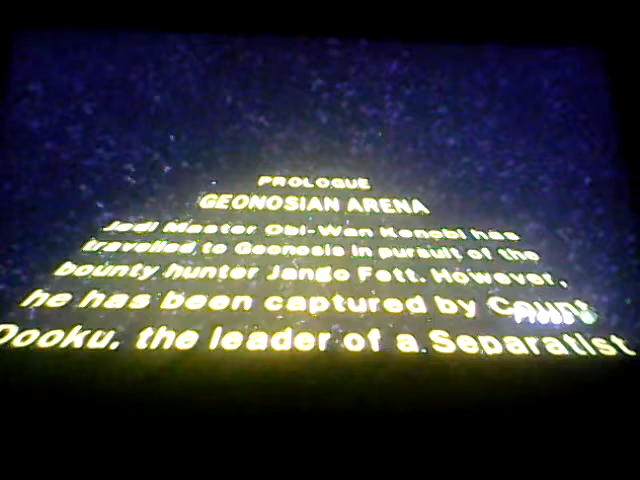 PROLOGUE
GEONOSIAN ARENA
Jedi Master Obi-Wan Kenobi has
travelled to Geonosis in pursuit of the
bounty hunter Jango Fett. However,
he has been captured by Count
Dooku, the leader of a Separatist